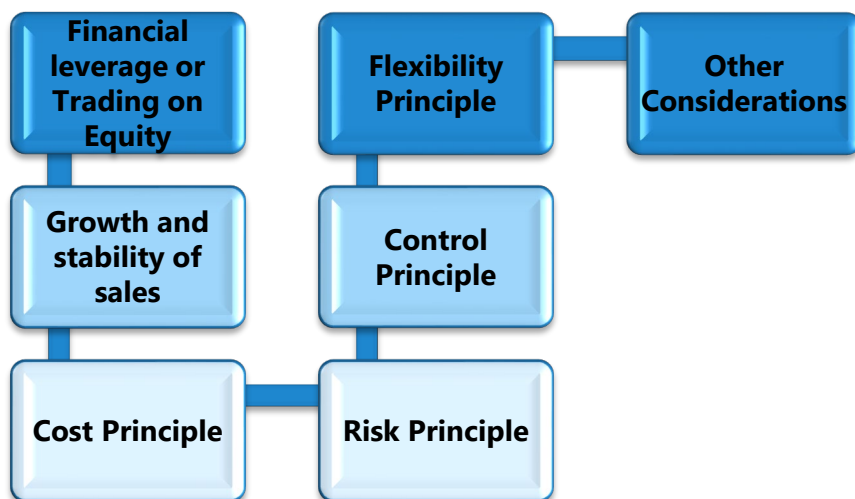 Financial
leverage or
Trading on
Equity
Growth and
stability of
sales
Cost Principle
Risk Principle
Control
Principle
Flexibility
Principle
Other
Considerations